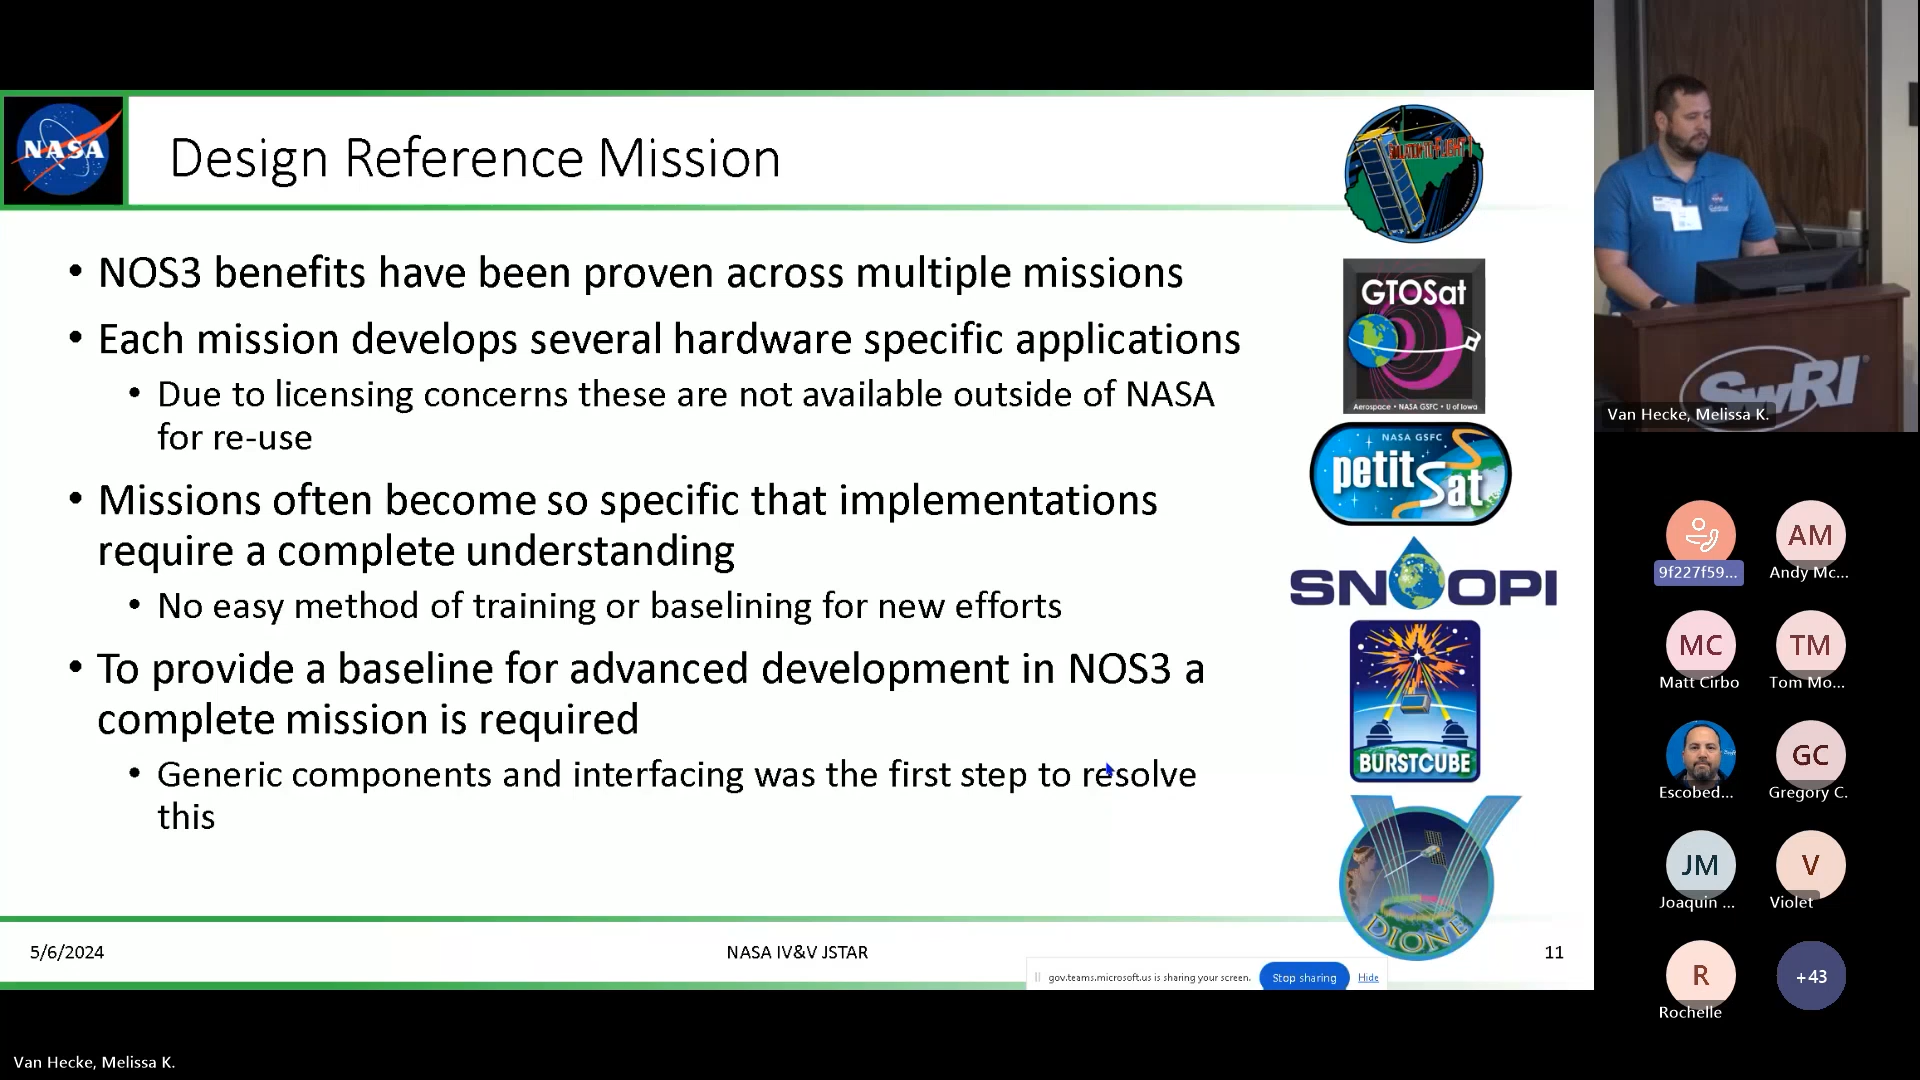 NASA
Design Reference Mission
• NOS3 benefits have been proven across multiple missions
• Each mission develops several hardware specific applications
• Due to licensing concerns these are not available outside of NASA
for re-use
• Missions often become so specific that implementations
require a complete understanding
• No easy method of training or baselining for new efforts
• To provide a baseline for advanced development in NOS3 a
complete mission is required
• Generic components and interfacing was the first step to resolve
this
GTOSat
Aerospace • NASA GSFC • U of Iowa
NASA GSFC
petitSat
SNOOPI
BURSTCUBE
DIONE
5/6/2024
NASA IV&V JSTAR
11
gov.teams.microsoft.us is sharing your screen.
Stop sharing
Hide
SwRI
Van Hecke, Melissa K.
9f227f59...
AM
Andy Mc...
MC
Matt Cirbo
TM
Tom Mo...
Escobed...
GC
Gregory C.
JM
Joaquin ...
V
Violet
R
Rochelle
+43
Van Hecke, Melissa K.